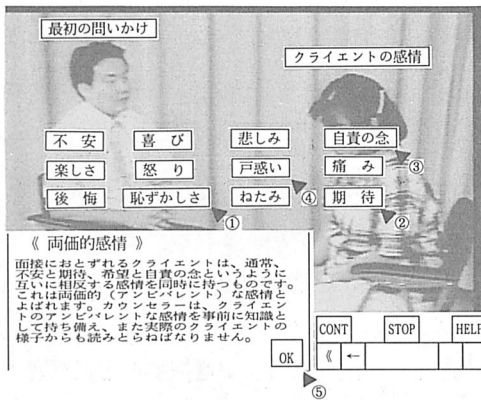 最初の問いかけ
クライエントの感情
不安 喜び 悲しみ 自責の念
③
楽しさ 怒り 戸惑い 痛み
④
後悔 恥ずかしさ ねたみ 期待
① ②
《 両価的感情 》
面接におとずれるクライエントは、通常、
不安と期待、希望と自責の念というように
互いに相反する感情を同時に持つものです。
これは両価的（アンビバレント）な感情と
よばれます。カウンセラーは、クライエン
トのアンビバレントな感情を事前に知識と
して持ち備え、また実際のクライエントの
様子からも読みとらねばなりません。
OK
CONT STOP HELP
《 ←
⑤